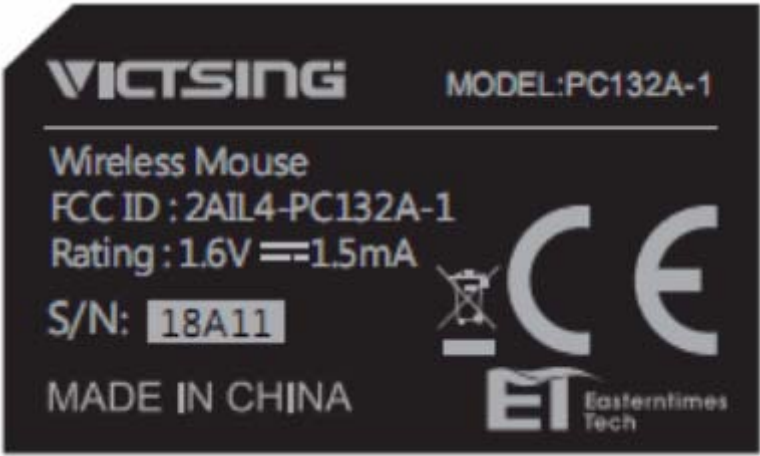 VICTSING
MODEL:PC132A-1
Wireless Mouse
FCC ID : 2AIL4-PC132A-1
Rating : 1.6V ⎓1.5mA
S/N: 18A11
MADE IN CHINA
CE
ET Easterntimes
Tech